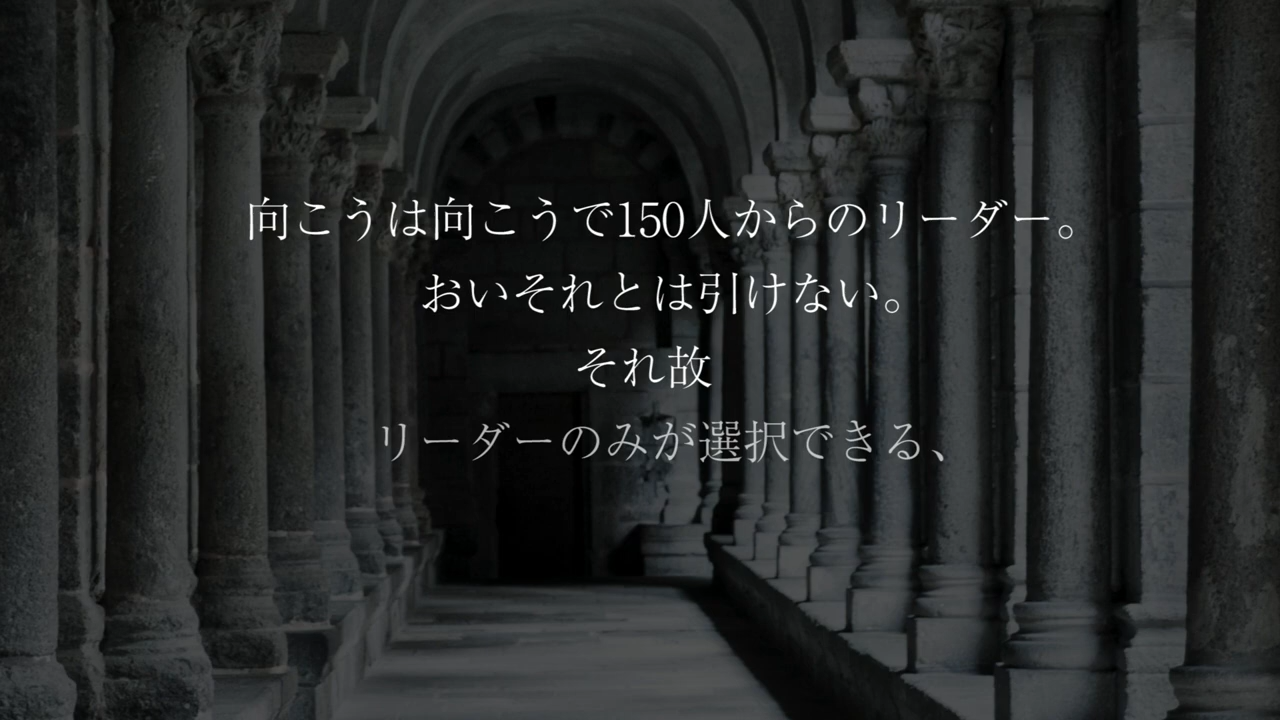 向こうは向こうで150人からのリーダー。
おいそれとは引けない。
それ故
リーダーのみが選択できる、